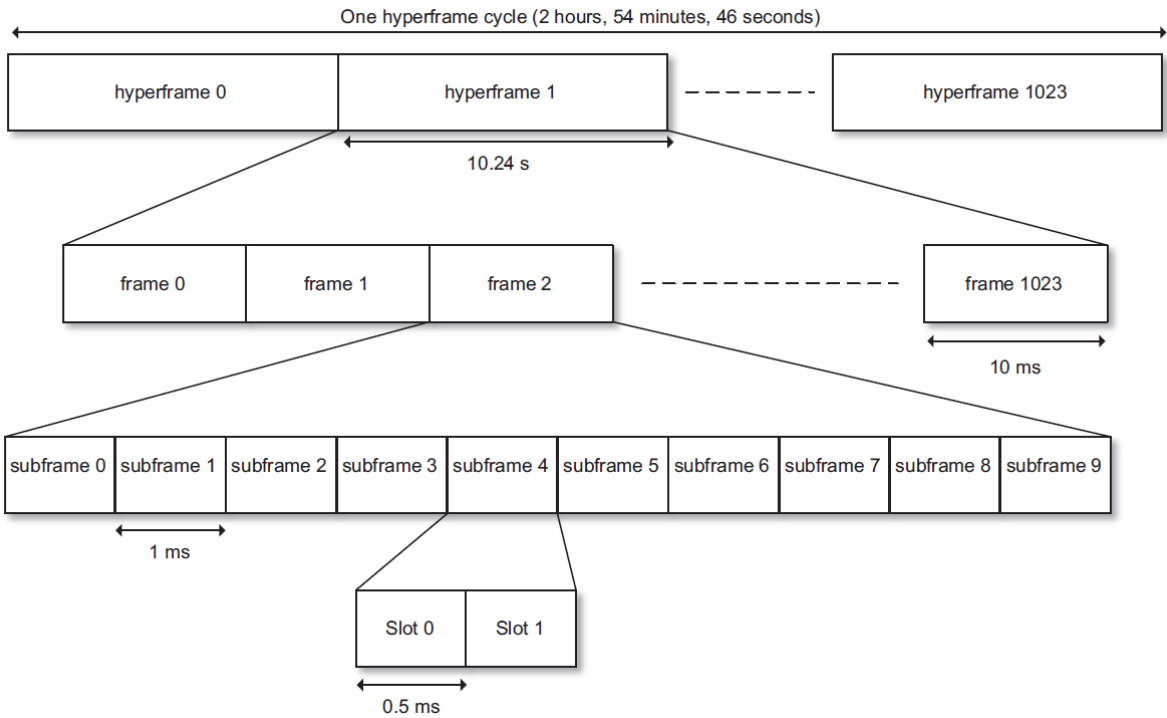 One hyperframe cycle (2 hours, 54 minutes, 46 seconds)
hyperframe 0
hyperframe 1
hyperframe 1023
10.24 s
frame 0
frame 1
frame 2
frame 1023
10 ms
subframe 0
subframe 1
subframe 2
subframe 3
subframe 4
subframe 5
subframe 6
subframe 7
subframe 8
subframe 9
1 ms
Slot 0
Slot 1
0.5 ms